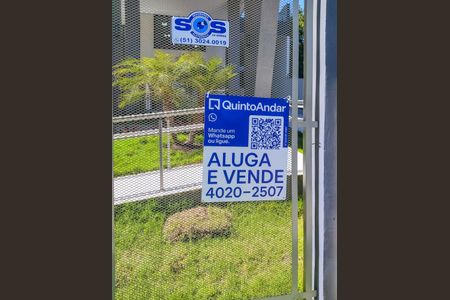 SOS
(51) 3024.0019
QuintoAndar
Mande um
Whatsapp
ou ligue.
ALUGA
E VENDE
4020-2507